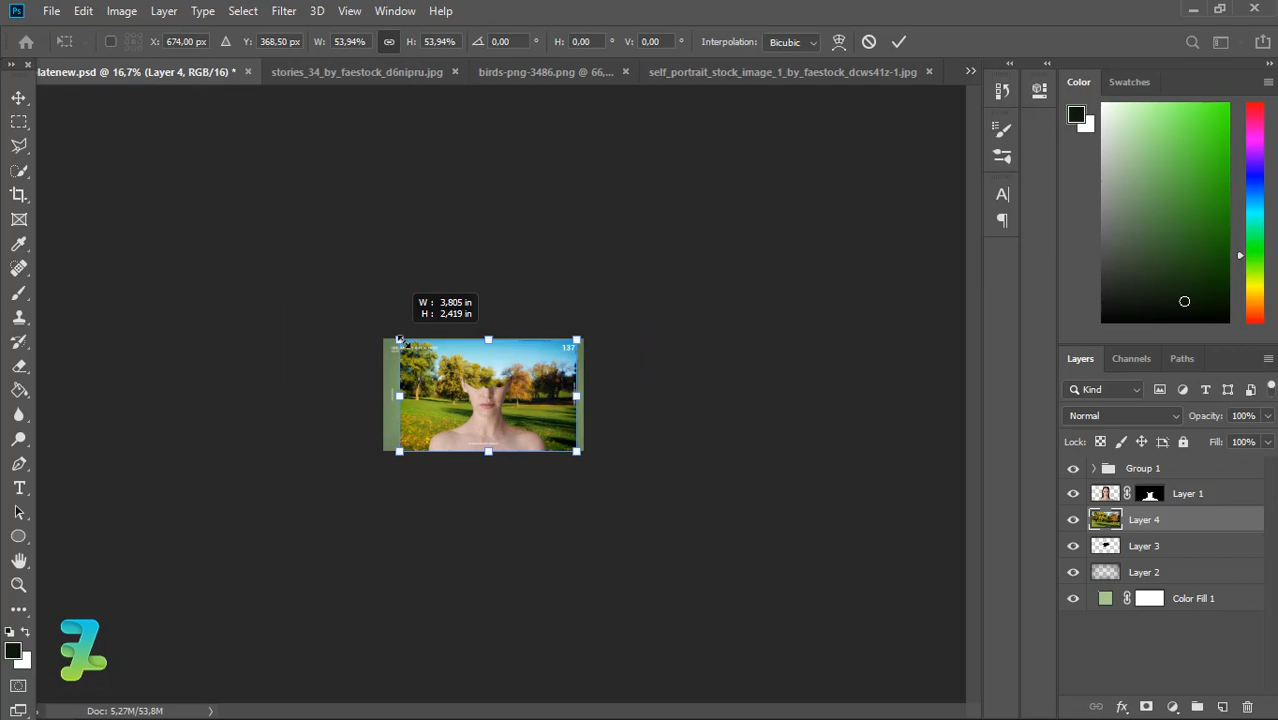 Ps File Edit Image Layer Type Select Filter 3D View Window Help
X: 674,00 px Y: 368,50 px W: 53,94% H: 53,94% 0,00 ° H: 0,00 ° V: 0,00 ° Interpolation: Bicubic
latenew.psd @ 16,7% (Layer 4, RGB/16) * × stories_34_by_faestock_d6nipru.jpg × birds-png-3486.png @ 66,... × self_portrait_stock_image_1_by_faestock_dcws41z-1.jpg ×
Color Swatches
W : 3,805 in
H : 2,419 in
137
Layers Channels Paths
Kind
Normal Opacity: 100%
Lock: Fill: 100%
Group 1
Layer 1
Layer 4
Layer 3
Layer 2
Color Fill 1
fx
Doc: 5,27M/53,8M